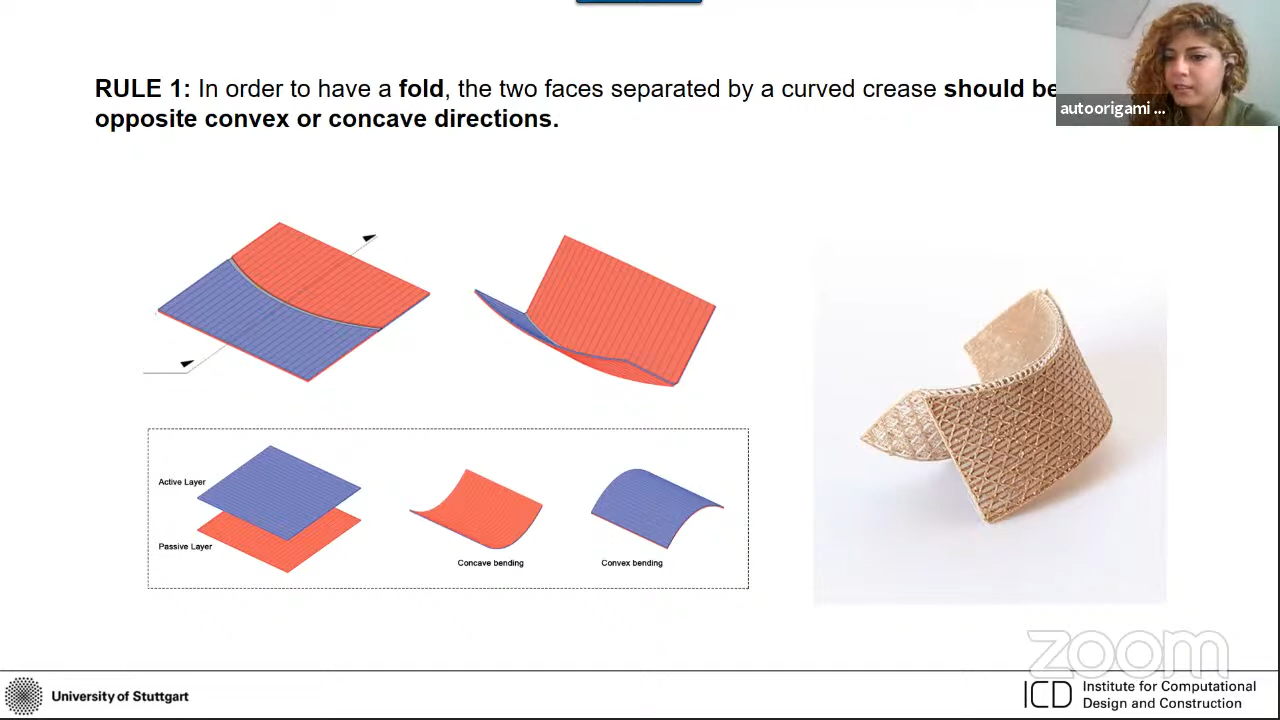 RULE 1: In order to have a fold, the two faces separated by a curved crease should be
opposite convex or concave directions.
autoorigami ...
Active Layer
Passive Layer
Concave bending
Convex bending
zoom
University of Stuttgart
ICD
Institute for Computational
Design and Construction